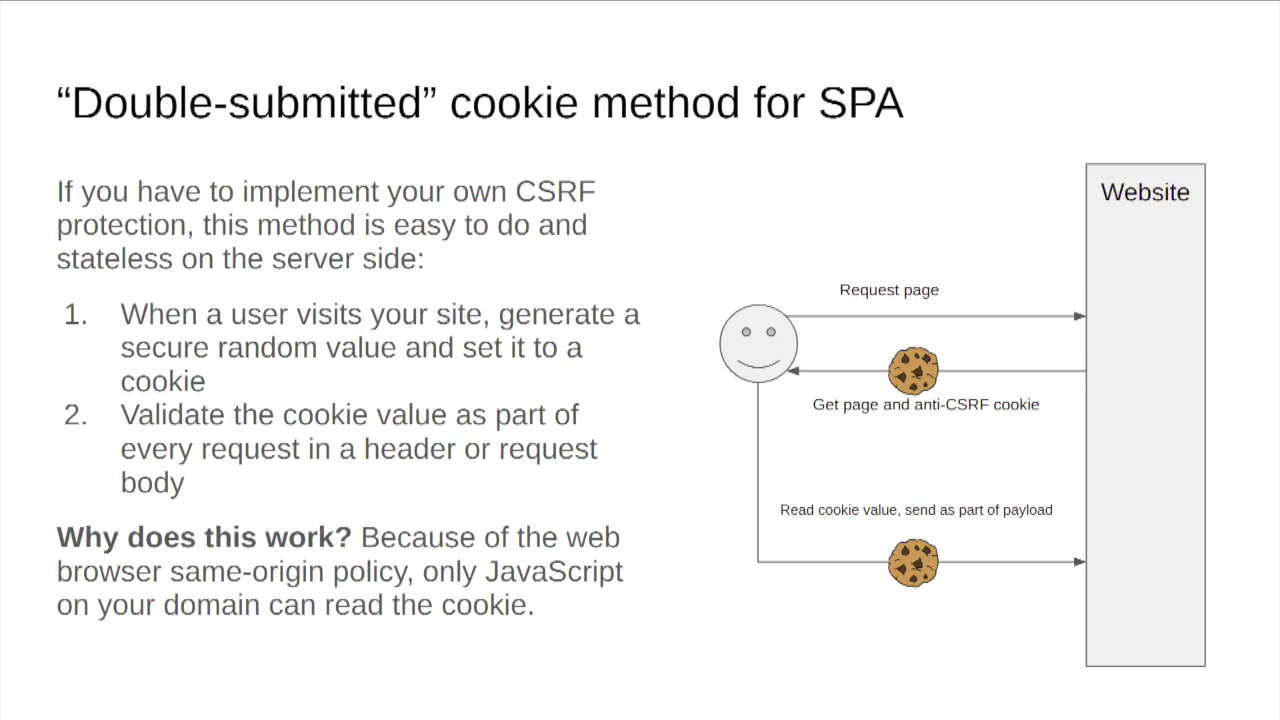 “Double-submitted” cookie method for SPA
If you have to implement your own CSRF
protection, this method is easy to do and
stateless on the server side:
1. When a user visits your site, generate a
secure random value and set it to a
cookie
2. Validate the cookie value as part of
every request in a header or request
body
Why does this work? Because of the web
browser same-origin policy, only JavaScript
on your domain can read the cookie.
Website
Request page
Get page and anti-CSRF cookie
Read cookie value, send as part of payload